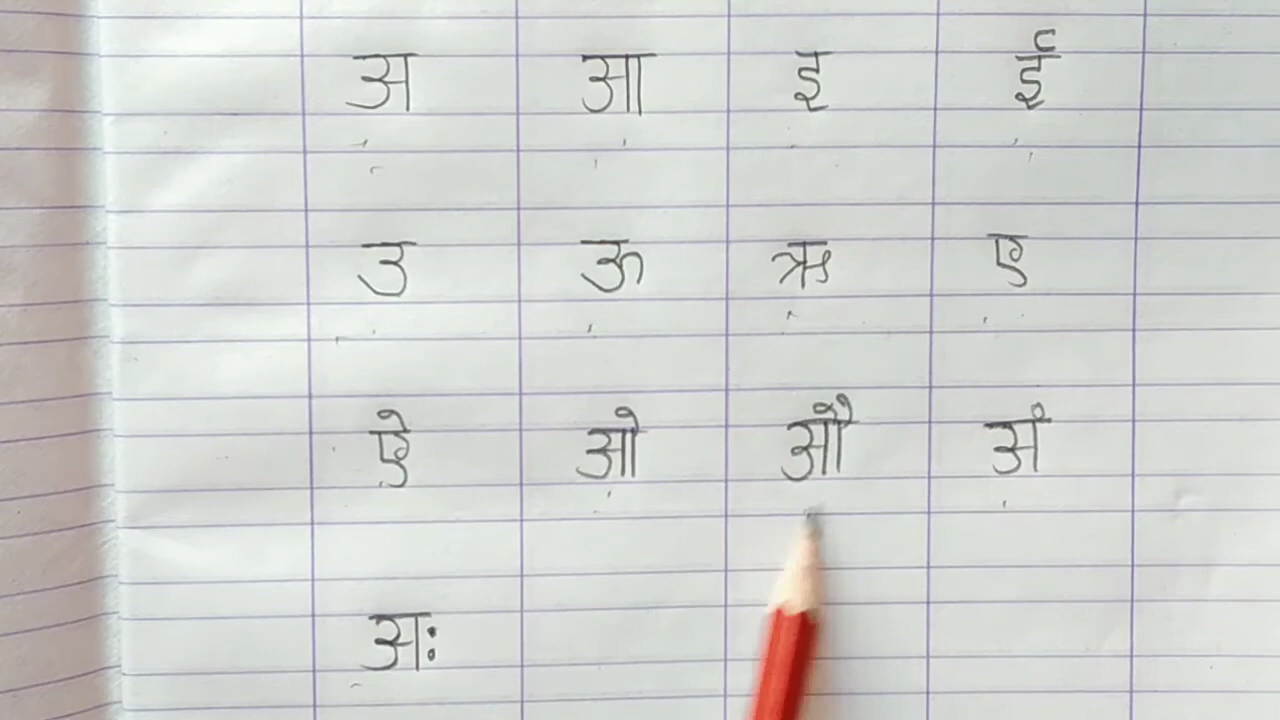 अ आ इ ई
उ ऊ ऋ ए
ऐ ओ औ अं
अः